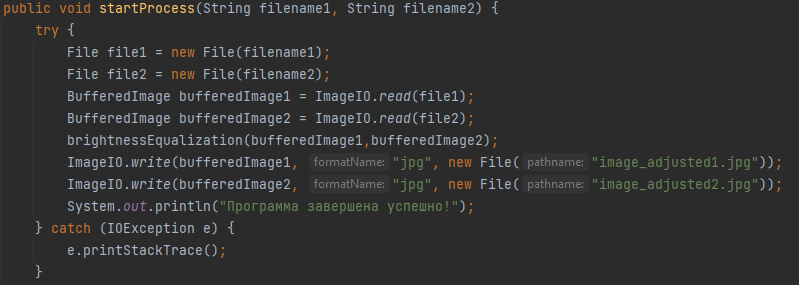 public void startProcess(String filename1, String filename2) {
try {
File file1 = new File(filename1);
File file2 = new File(filename2);
BufferedImage bufferedImage1 = ImageIO.read(file1);
BufferedImage bufferedImage2 = ImageIO.read(file2);
brightnessEqualization(bufferedImage1,bufferedImage2);
ImageIO.write(bufferedImage1, formatName: "jpg", new File( pathname: "image_adjusted1.jpg"));
ImageIO.write(bufferedImage2, formatName: "jpg", new File( pathname: "image_adjusted2.jpg"));
System.out.println("Программа завершена успешно!");
} catch (IOException e) {
e.printStackTrace();
}